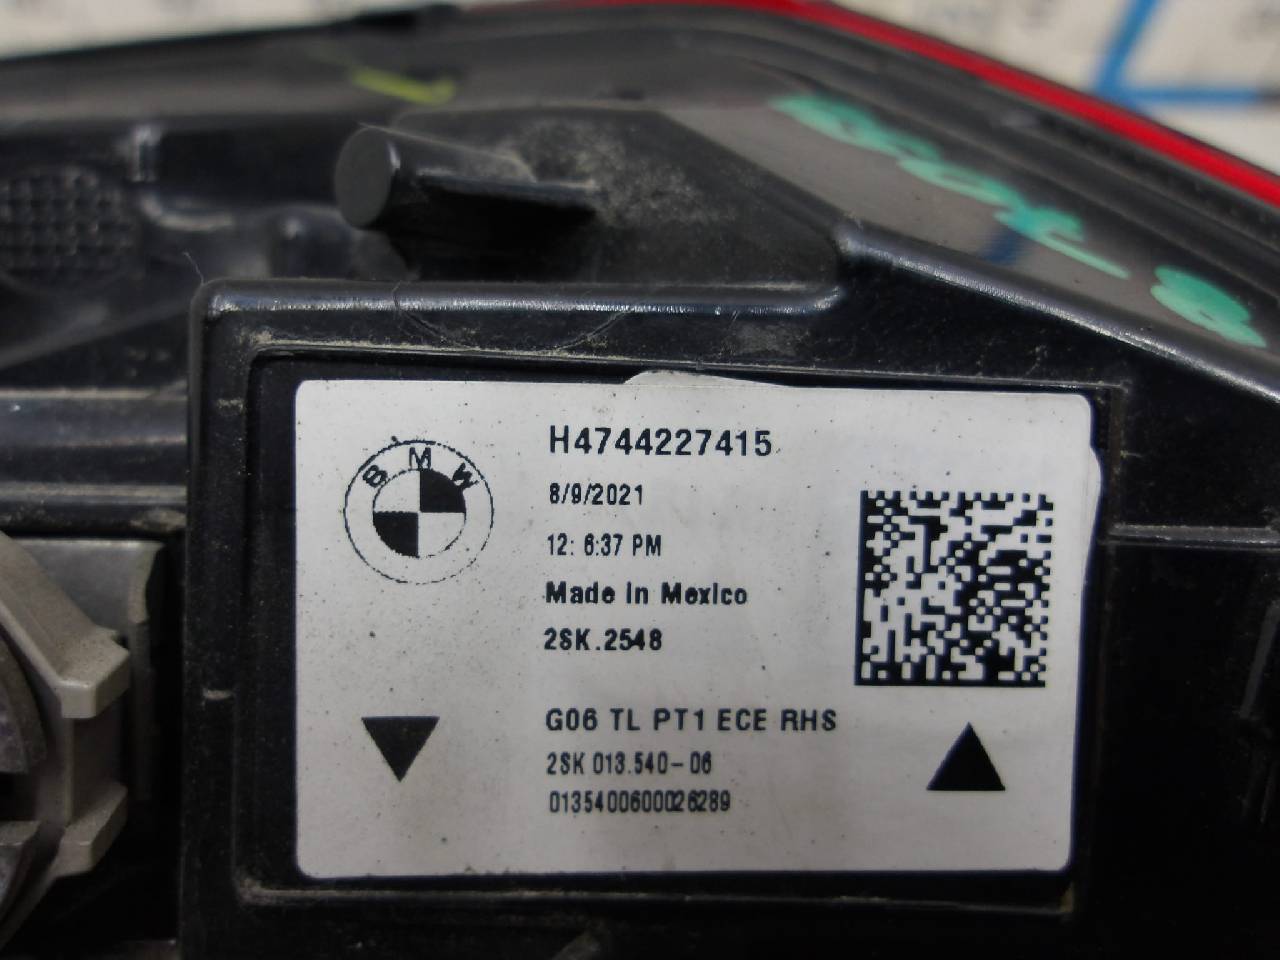 BMW
H4744227415
8/9/2021
12: 6:37 PM
Made in Mexico
2SK.2548
G06 TL PT1 ECE RHS
2SK 013.540-06
0135400600026289